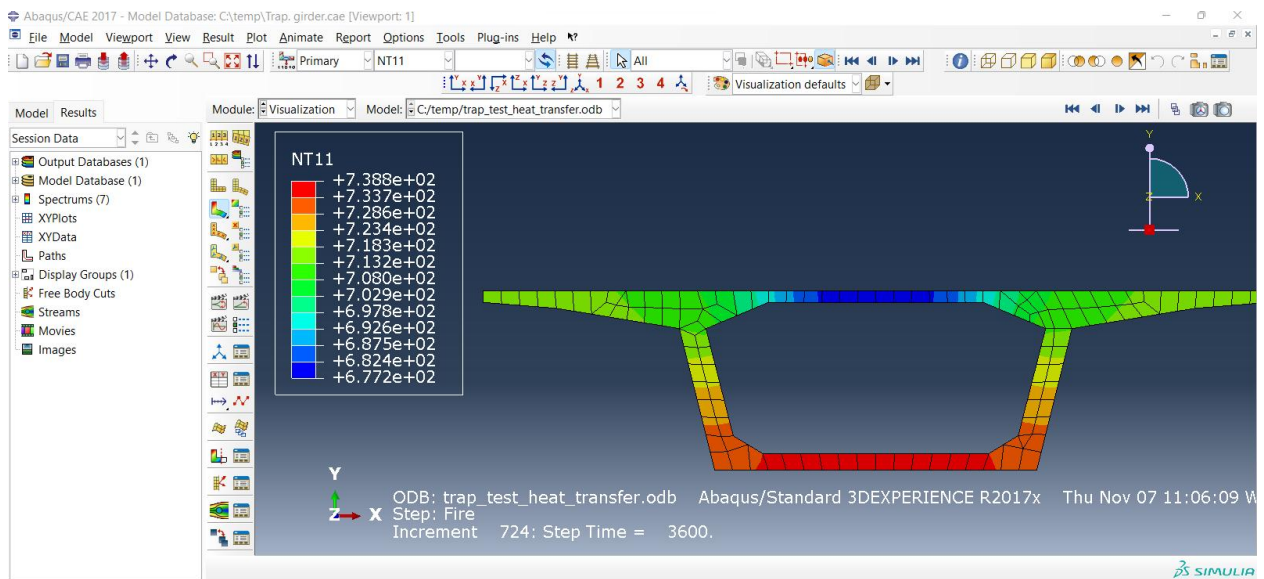 Abaqus/CAE 2017 - Model Database: C:\temp\Trap. girder.cae [Viewport: 1]
File Model Viewport View Result Plot Animate Report Options Tools Plug-ins Help
Primary NT11 All
1 2 3 4 Visualization defaults
Model Results Module: Visualization Model: C:/temp/trap_test_heat_transfer.odb
Session Data
Output Databases (1)
Model Database (1)
Spectrums (7)
XYPlots
XYData
Paths
Display Groups (1)
Free Body Cuts
Streams
Movies
Images
NT11
+7.388e+02
+7.337e+02
+7.286e+02
+7.234e+02
+7.183e+02
+7.132e+02
+7.080e+02
+7.029e+02
+6.978e+02
+6.926e+02
+6.875e+02
+6.824e+02
+6.772e+02
Y
Z X
Y
Z X
ODB: trap_test_heat_transfer.odb Abaqus/Standard 3DEXPERIENCE R2017x Thu Nov 07 11:06:09 W
Step: Fire
Increment 724: Step Time = 3600.
SIMULIA